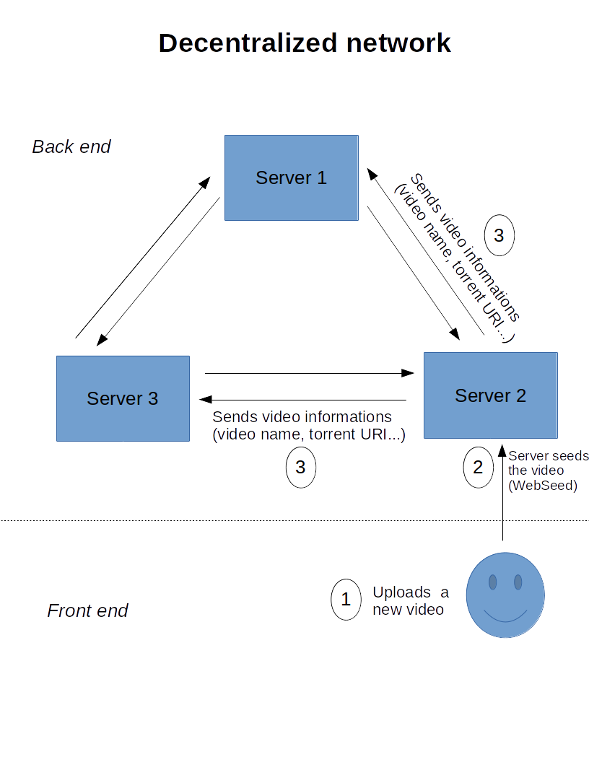 Decentralized network
Back end
Server 1
Sends video informations
(video name, torrent URI...)
3
Server 3
Server 2
Sends video informations
(video name, torrent URI...)
3
2
Server seeds
the video
(WebSeed)
1
Uploads a
new video
Front end